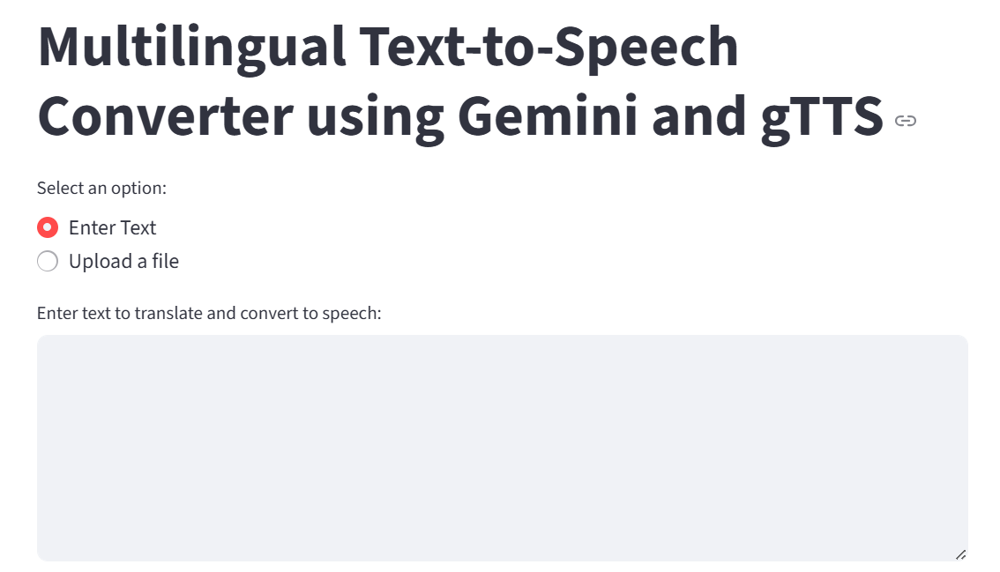 Multilingual Text-to-Speech
Converter using Gemini and gTTS
Select an option:
Enter Text
Upload a file
Enter text to translate and convert to speech: